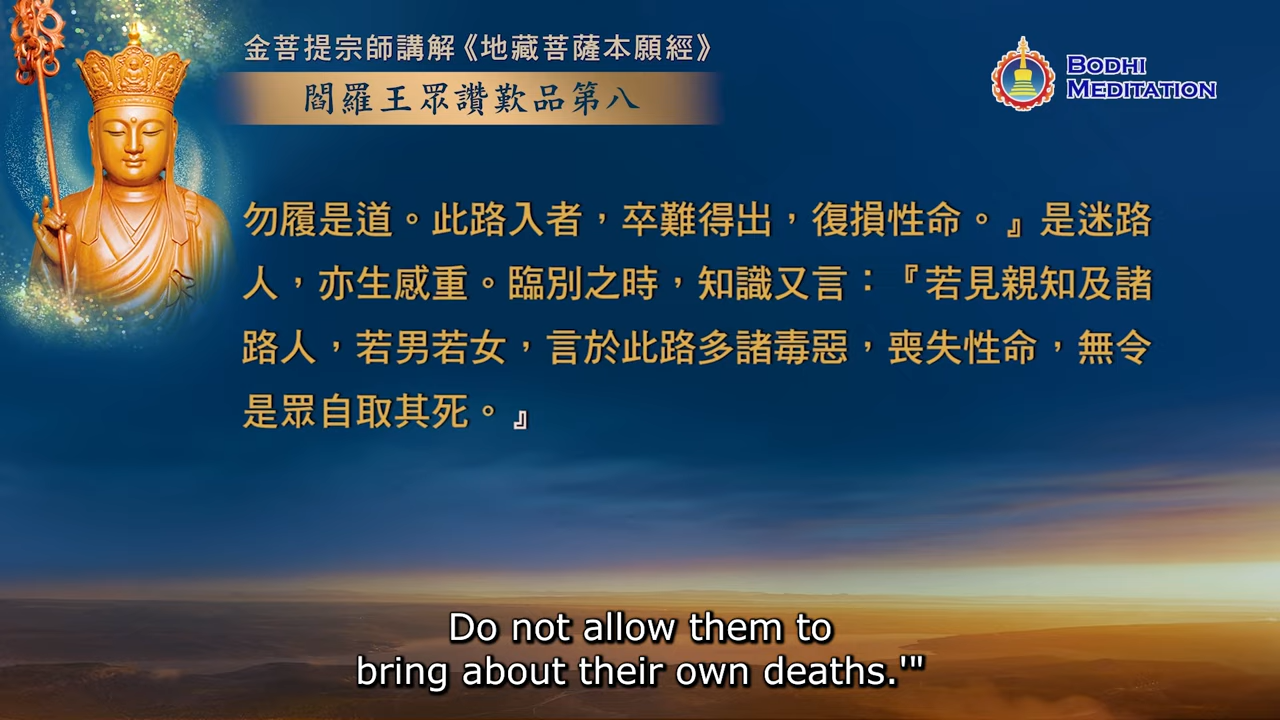 金菩提宗師講解《地藏菩薩本願經》
閻羅王眾讚歎品第八
BODHI
MEDITATION
勿履是道。此路入者，卒難得出，復損性命。』是迷路
人，亦生感重。臨別之時，知識又言：『若見親知及諸
路人，若男若女，言於此路多諸毒惡，喪失性命，無令
是眾自取其死。』
Do not allow them to
bring about their own deaths.'"